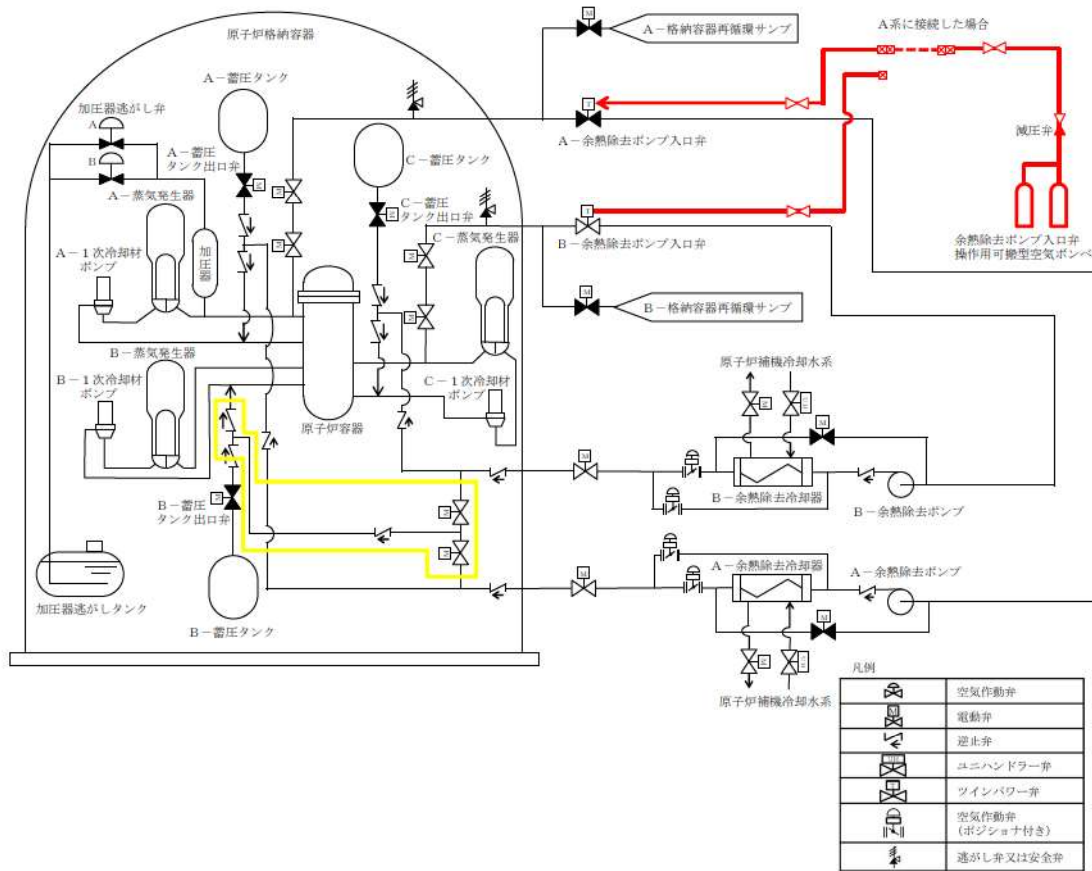 原子炉格納容器
A－格納容器再循環サンプ
A系に接続した場合
A－蓄圧タンク
加圧器逃がし弁
A
B
A－蓄圧
タンク出口弁
C－蓄圧タンク
A－余熱除去ポンプ入口弁
減圧弁
A－蒸気発生器
C－蓄圧
タンク出口弁
C－蒸気発生器
B－余熱除去ポンプ入口弁
余熱除去ポンプ入口弁
操作用可搬型空気ボンベ
A－1次冷却材
ポンプ
加圧器
B－格納容器再循環サンプ
B－蒸気発生器
B－1次冷却材
ポンプ
C－1次冷却材
ポンプ
原子炉容器
原子炉補機冷却水系
B－余熱除去冷却器
B－余熱除去ポンプ
B－蓄圧
タンク出口弁
A－余熱除去冷却器
A－余熱除去ポンプ
加圧器逃がしタンク
B－蓄圧タンク
原子炉補機冷却水系
凡例
空気作動弁
M 電動弁
逆止弁
ユニハンドラー弁
T ツインパワー弁
空気作動弁
(ポジショナ付き)
逃がし弁又は安全弁